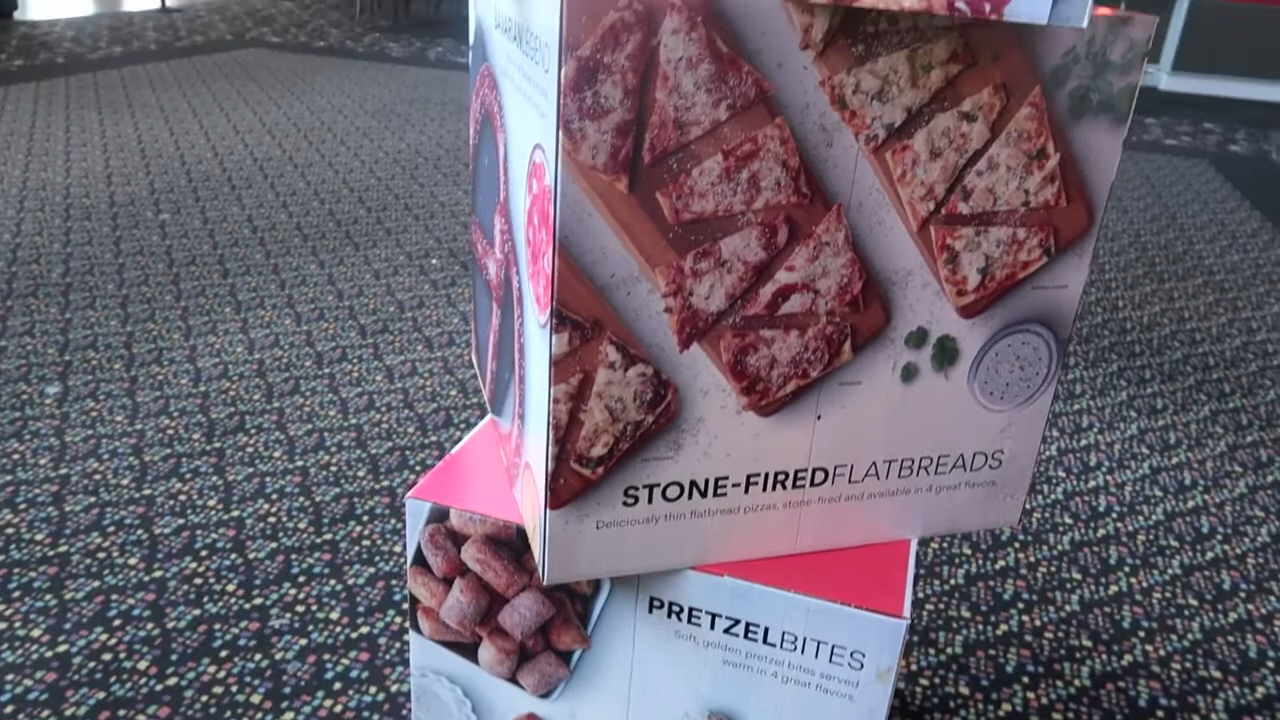 BAVARIANLEGEND
STONE-FIREDFLATBREADS
Deliciously thin flatbread pizzas, stone-fired and available in 4 great flavors.
PRETZELBITES
Soft, golden pretzel bites served
warm in 4 great flavors.